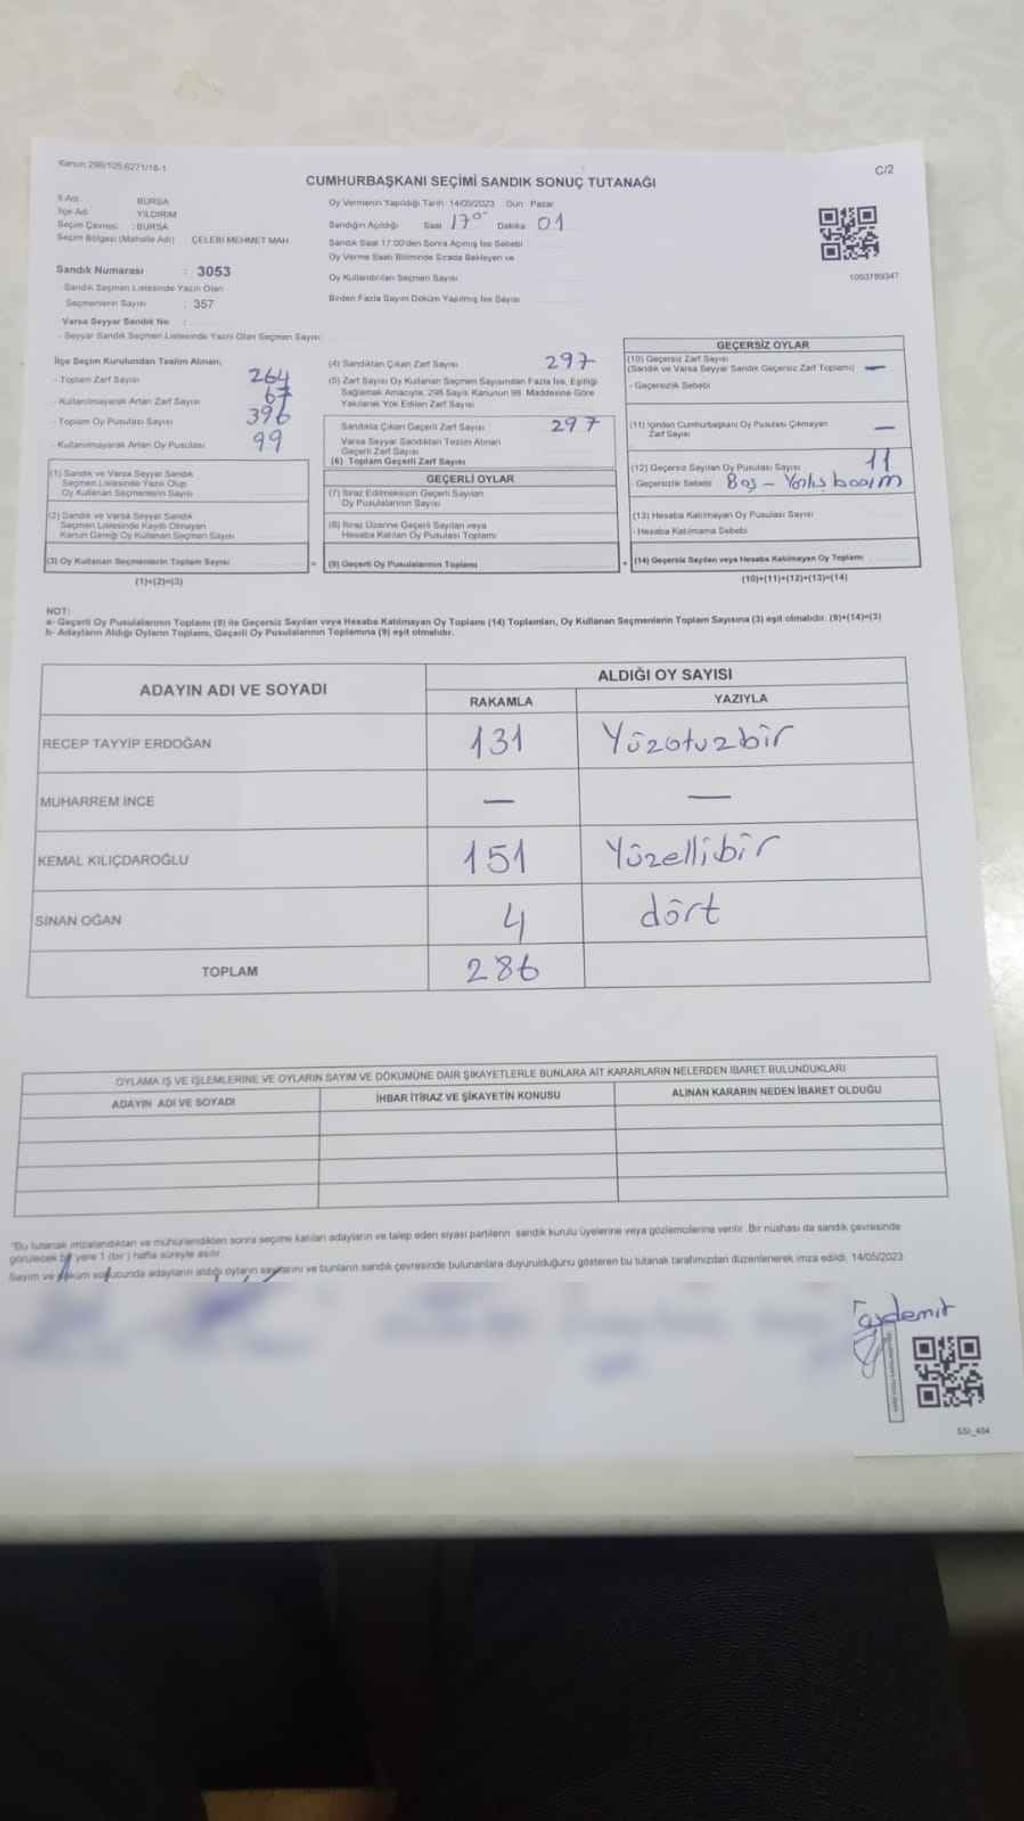 Kanun 298/105,6271/18-1
C/2
CUMHURBAŞKANI SEÇİMİ SANDIK SONUÇ TUTANAĞI
İl Adı : BURSA
İlçe Adı : YILDIRIM
Seçim Çevresi : BURSA
Seçim Bölgesi (Mahalle Adı) : ÇELEBİ MEHMET MAH.
Sandık Numarası : 3053
Sandık Seçmen Listesinde Yazılı Olan
Seçmenlerin Sayısı : 357
Varsa Seyyar Sandık No :
- Seyyar Sandık Seçmen Listesinde Yazılı Olan Seçmen Sayısı
Oy Vermenin Yapıldığı Tarih: 14/05/2023 Gün: Pazar
Sandığın Açıldığı Saat 17⁰⁰ Dakika 01
Sandık Saat 17:00'den Sonra Açılmış İse Sebebi
Oy Verme Saati Bitiminde Sırada Bekleyen ve
Oy Kullandırılan Seçmen Sayısı
Birden Fazla Sayım Döküm Yapılmış İse Sayısı
1093789347
İlçe Seçim Kurulundan Teslim Alınan;
- Toplam Zarf Sayısı 264
- Kullanılmayarak Artan Zarf Sayısı 67
- Toplam Oy Pusulası Sayısı 396
- Kullanılmayarak Artan Oy Pusulası 99
(1) Sandık ve Varsa Seyyar Sandık
Seçmen Listesinde Yazılı Olup
Oy Kullanan Seçmenlerin Sayısı
(2) Sandık ve Varsa Seyyar Sandık
Seçmen Listesinde Kayıtlı Olmayan
Kanun Gereği Oy Kullanan Seçmen Sayısı
(3) Oy Kullanan Seçmenlerin Toplam Sayısı
(1)+(2)=(3)
(4) Sandıktan Çıkan Zarf Sayısı 297
(5) Zarf Sayısı Oy Kullanan Seçmen Sayısından Fazla İse, Eşitliği
Sağlamak Amacıyla, 298 Sayılı Kanunun 98. Maddesine Göre
Yakılarak Yok Edilen Zarf Sayısı
Sandıkta Çıkan Geçerli Zarf Sayısı 297
Varsa Seyyar Sandıktan Teslim Alınan
Geçerli Zarf Sayısı
(6) Toplam Geçerli Zarf Sayısı
GEÇERLİ OYLAR
(7) İtiraz Edilmeksizin Geçerli Sayılan
Oy Pusulalarının Sayısı
(8) İtiraz Üzerine Geçerli Sayılan veya
Hesaba Katılan Oy Pusulası Toplamı
(9) Geçerli Oy Pusulalarının Toplamı
GEÇERSİZ OYLAR
(10) Geçersiz Zarf Sayısı
(Sandık ve Varsa Seyyar Sandık Geçersiz Zarf Toplamı) —
- Geçersizlik Sebebi
(11) İçinden Cumhurbaşkanı Oy Pusulası Çıkmayan
Zarf Sayısı —
(12) Geçersiz Sayılan Oy Pusulası Sayısı 11
Geçersizlik Sebebi Boş - Yanlış basım
(13) Hesaba Katılmayan Oy Pusulası Sayısı
- Hesaba Katılmama Sebebi
(14) Geçersiz Sayılan veya Hesaba Katılmayan Oy Toplamı
(10)+(11)+(12)+(13)=(14)
NOT:
a- Geçerli Oy Pusulalarının Toplamı (9) ile Geçersiz Sayılan veya Hesaba Katılmayan Oy Toplamı (14) Toplamları, Oy Kullanan Seçmenlerin Toplam Sayısına (3) eşit olmalıdır. (9)+(14)=(3)
b- Adayların Aldığı Oyların Toplamı, Geçerli Oy Pusulalarının Toplamına (9) eşit olmalıdır.
ADAYIN ADI VE SOYADI
ALDIĞI OY SAYISI
RAKAMLA YAZIYLA
RECEP TAYYİP ERDOĞAN 131 Yüzotuzbir
MUHARREM İNCE — —
KEMAL KILIÇDAROĞLU 151 Yüzellibir
SİNAN OĞAN 4 dört
TOPLAM 286
OYLAMA İŞ VE İŞLEMLERİNE VE OYLARIN SAYIM VE DÖKÜMÜNE DAİR ŞİKAYETLERLE BUNLARA AİT KARARLARIN NELERDEN İBARET BULUNDUKLARI
ADAYIN ADI VE SOYADI İHBAR İTİRAZ VE ŞİKAYETİN KONUSU ALINAN KARARIN NEDEN İBARET OLDUĞU
"Bu tutanak imzalandıktan ve mühürlendikten sonra seçime katılan adayların ve talep eden siyasi partilerin sandık kurulu üyelerine veya gözlemcilerine verilir. Bir nüshası da sandık çevresinde
görülecek bir yere 1 (bir) hafta süreyle asılır.
Sayım ve döküm sonucunda adayların aldığı oyların sayılarını ve bunların sandık çevresinde bulunanlara duyurulduğunu gösteren bu tutanak tarafımızdan düzenlenerek imza edildi. 14/05/2023
SSI_404